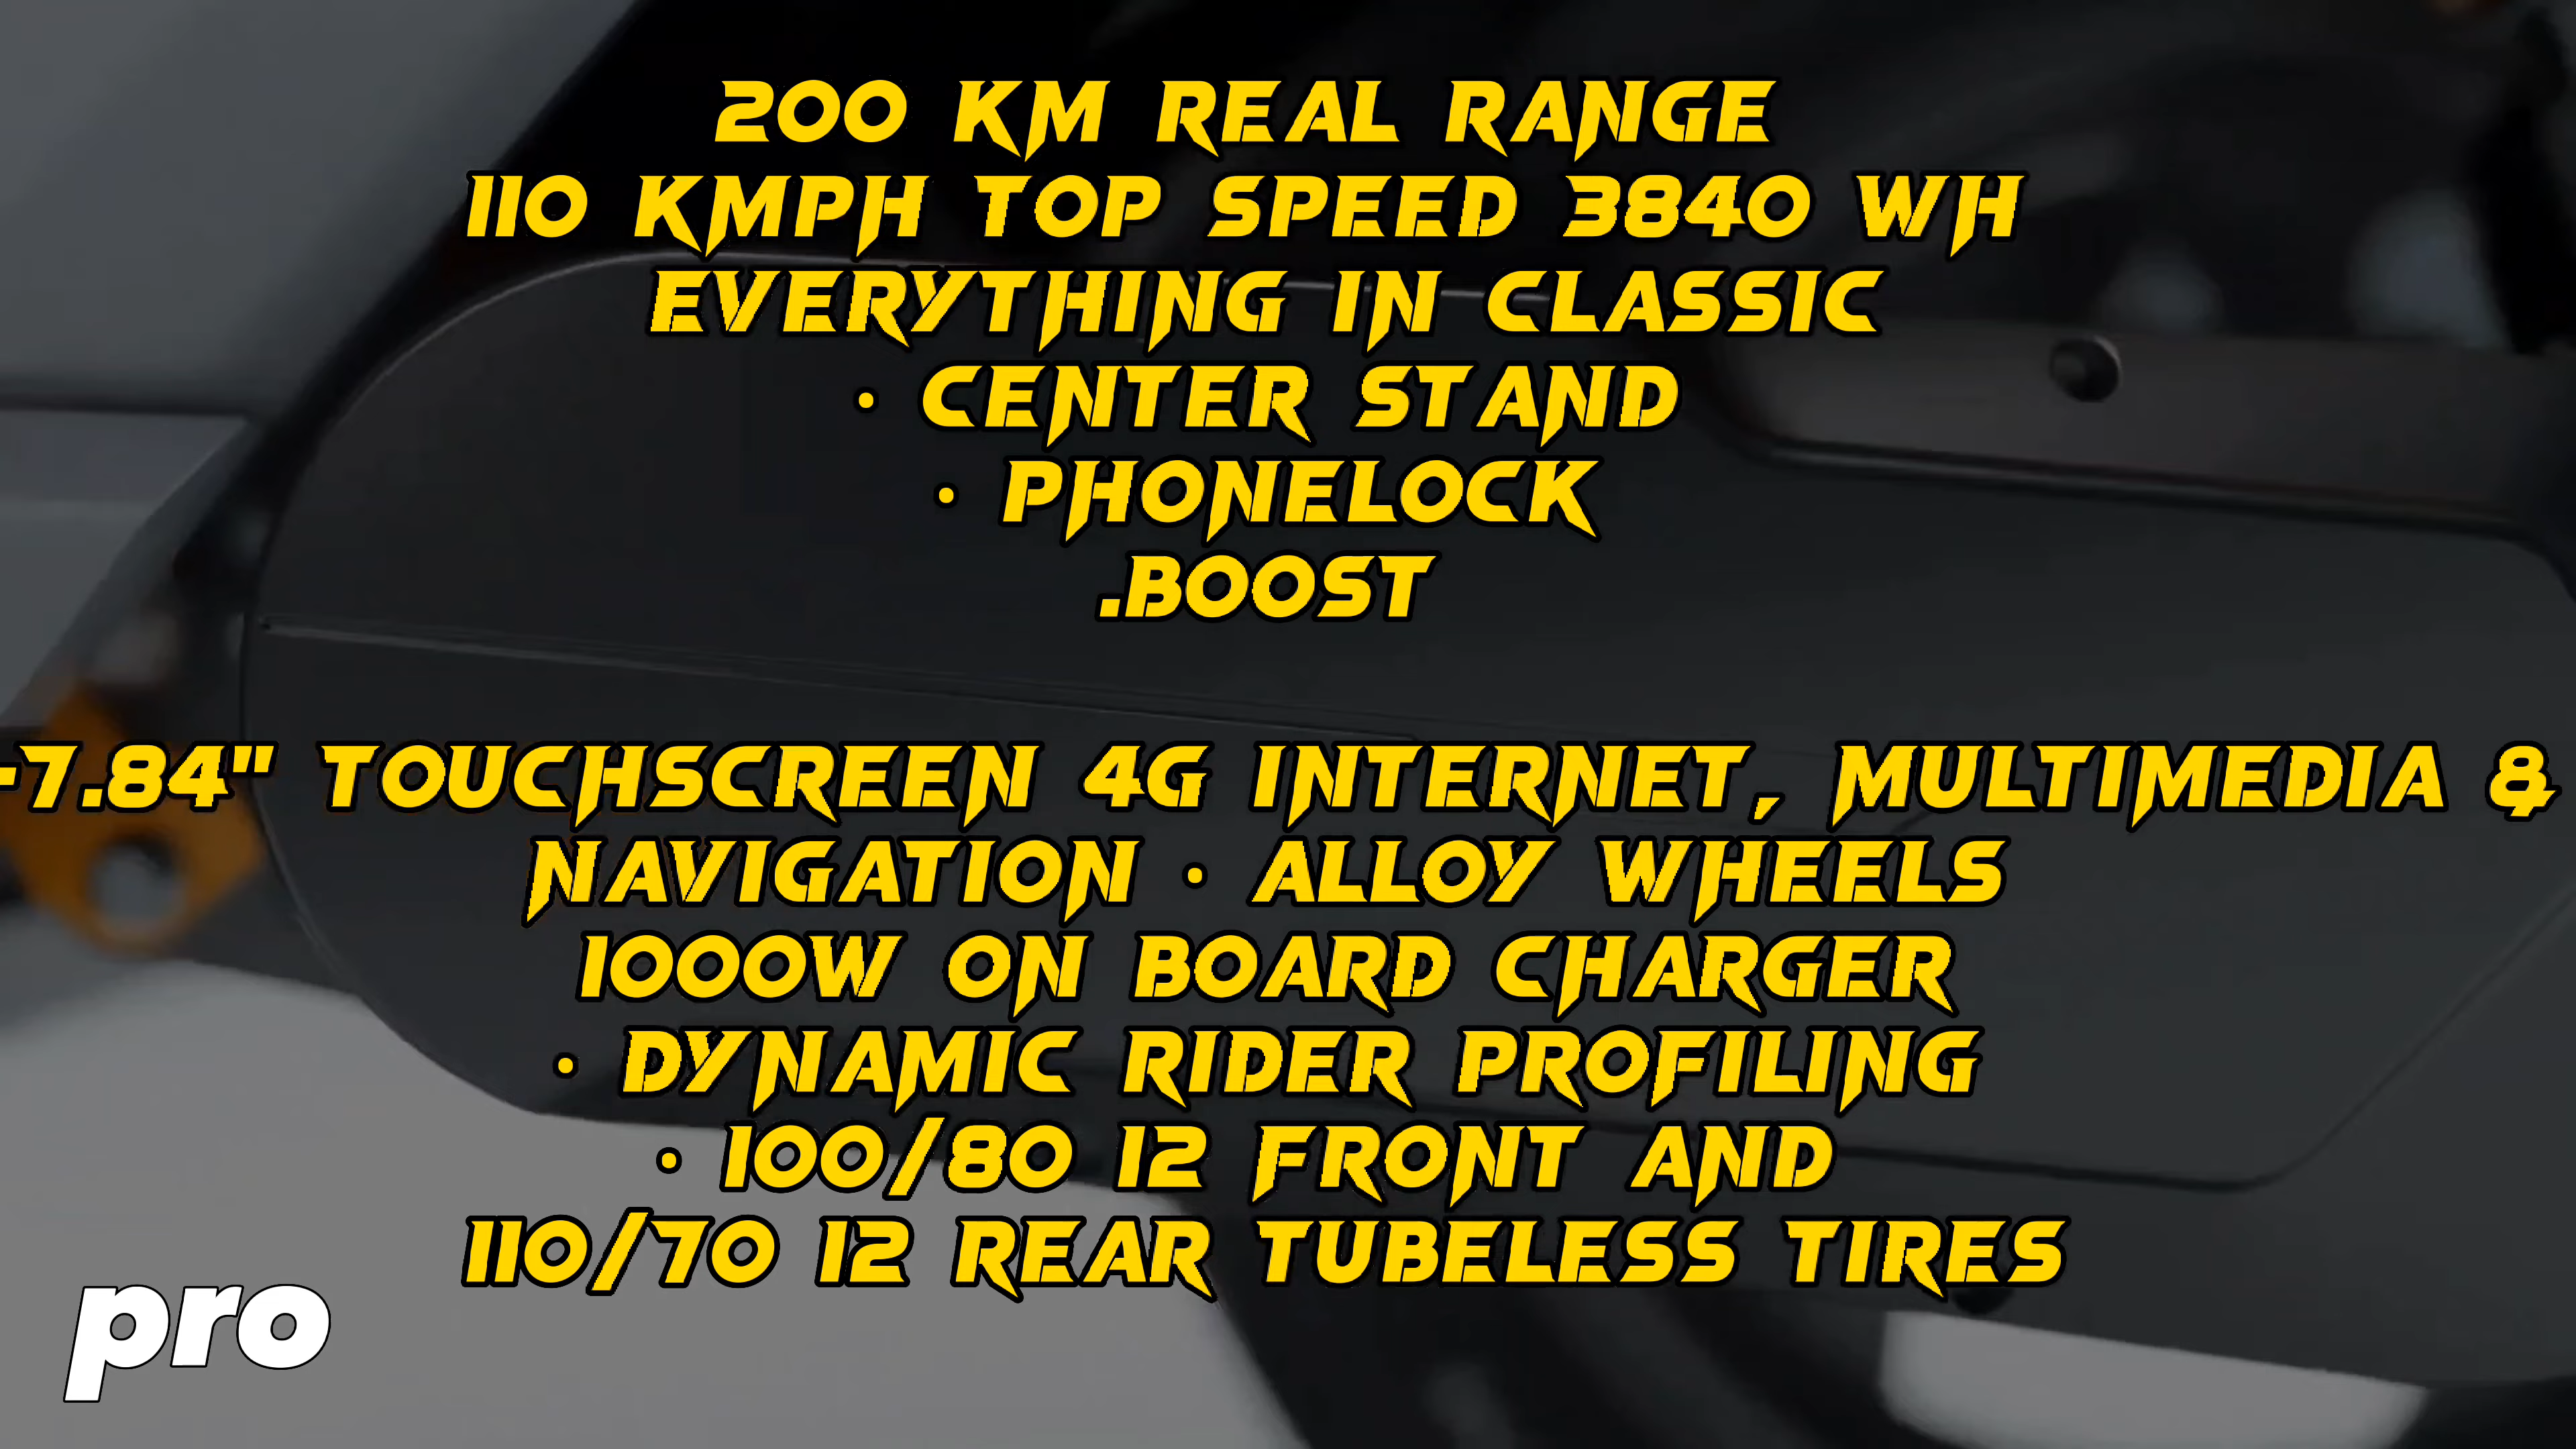 200 KM REAL RANGE
110 KMPH TOP SPEED 3840 WH
EVERYTHING IN CLASSIC
· CENTER STAND
· PHONELOCK
.BOOST
-7.84" TOUCHSCREEN 4G INTERNET, MULTIMEDIA &
NAVIGATION · ALLOY WHEELS
1000W ON BOARD CHARGER
· DYNAMIC RIDER PROFILING
· 100/80 12 FRONT AND
110/70 12 REAR TUBELESS TIRES
pro